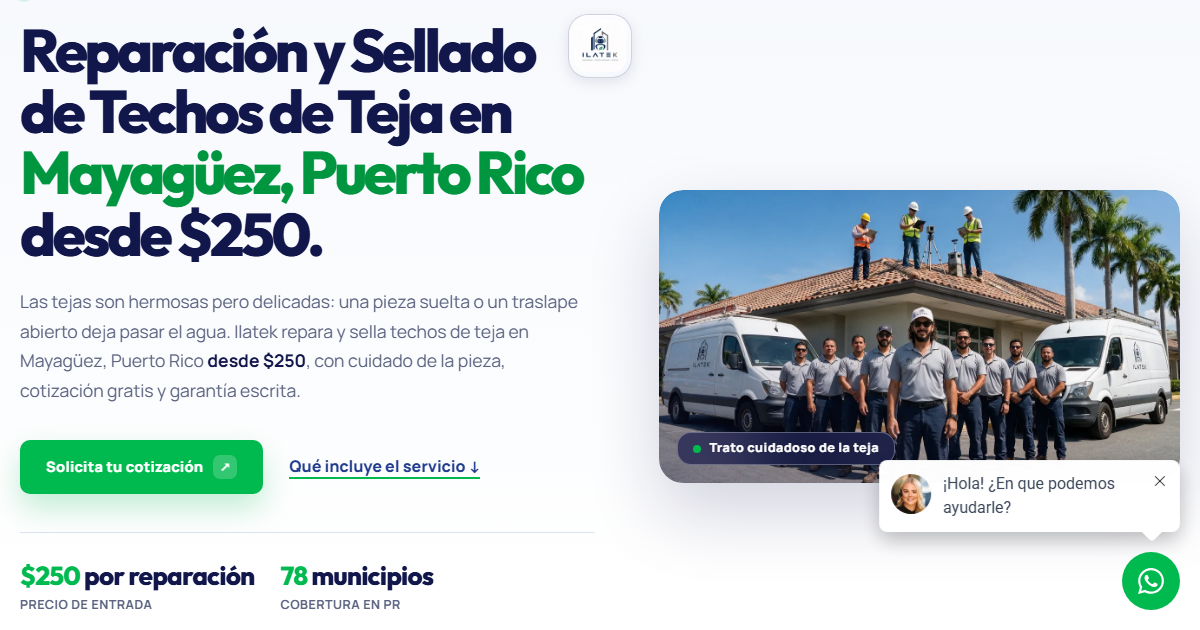 Reparación y Sellado
de Techos de Teja en
Mayagüez, Puerto Rico
desde $250.
ILATEK
Las tejas son hermosas pero delicadas: una pieza suelta o un traslape
abierto deja pasar el agua. Ilatek repara y sella techos de teja en
Mayagüez, Puerto Rico desde $250, con cuidado de la pieza,
cotización gratis y garantía escrita.
Solicita tu cotización ↗
Qué incluye el servicio ↓
$250 por reparación
PRECIO DE ENTRADA
78 municipios
COBERTURA EN PR
ILATEK
ILATEK
Trato cuidadoso de la teja
¡Hola! ¿En que podemos
ayudarle?